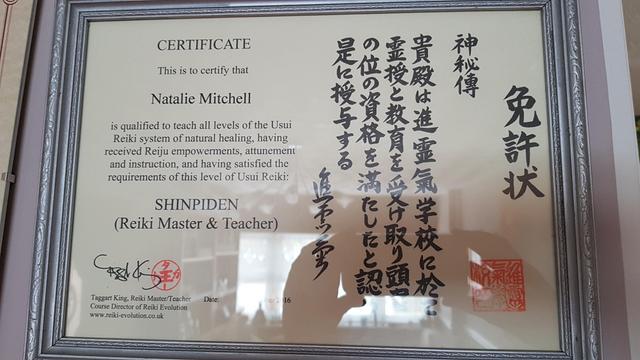 CERTIFICATE
This is to certify that
Natalie Mitchell
is qualified to teach all levels of the Usui
Reiki system of natural healing, having
received Reiju empowerments, attunement
and instruction, and having satisfied the
requirements of this level of Usui Reiki:
SHINPIDEN
(Reiki Master & Teacher)
Taggart King, Reiki Master/Teacher
Course Director of Reiki Evolution
www.reiki-evolution.co.uk
Date:
2016
免許状
神秘傳
貴殿は進霊氣学校に於
霊授と教育を受け取り頭
の位の資格を満たしたと認
是に授与する